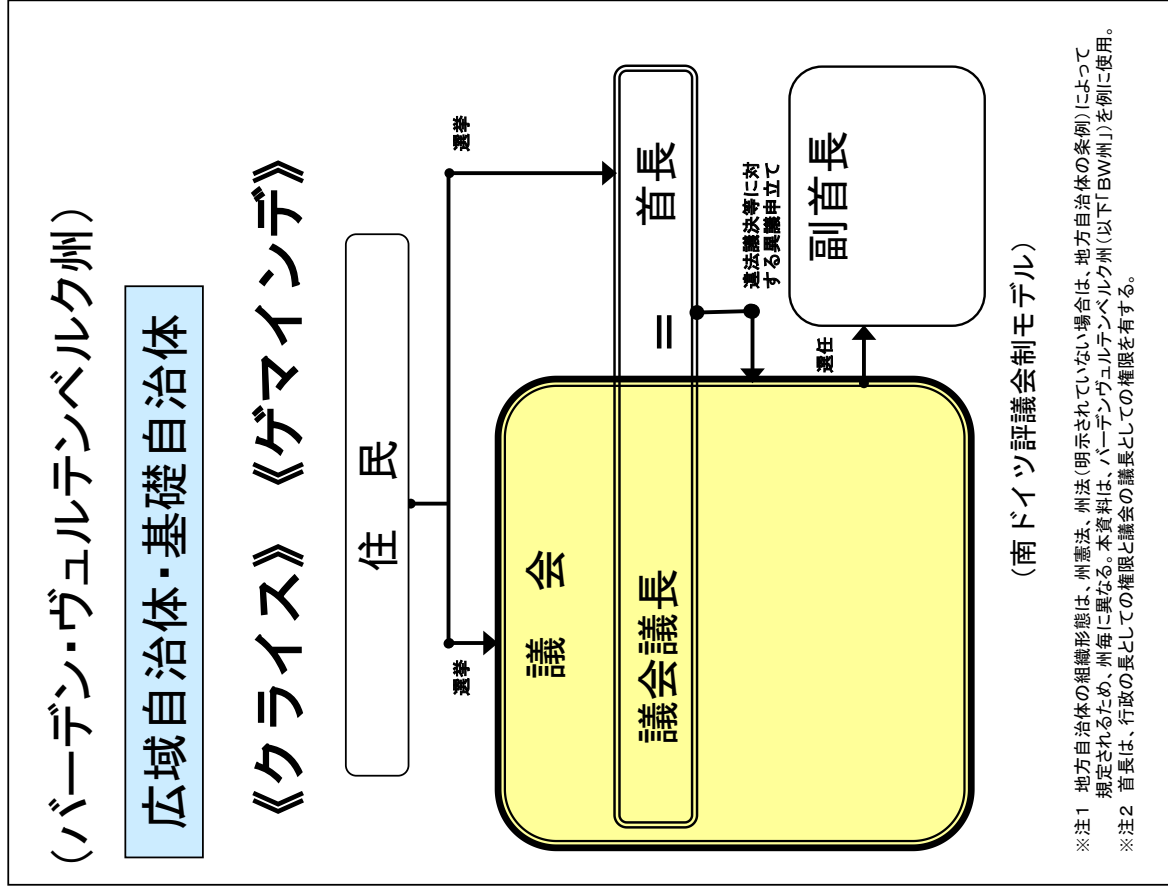 （バーデン・ヴュルテンベルク州）
広域自治体・基礎自治体
《クライス》 《ゲマインデ》
住 民
選挙
選挙
議 会
議会議長 ＝ 首長
違法議決等に対
する異議申立て
選任
副首長
（南ドイツ評議会制モデル）
※注１ 地方自治体の組織形態は、州憲法、州法（明示されていない場合は、地方自治体の条例）によって
規定されるため、州毎に異なる。本資料は、バーデンヴュルテンベルク州（以下「ＢＷ州」）を例に使用。
※注２ 首長は、行政の長としての権限と議会の議長としての権限を有する。